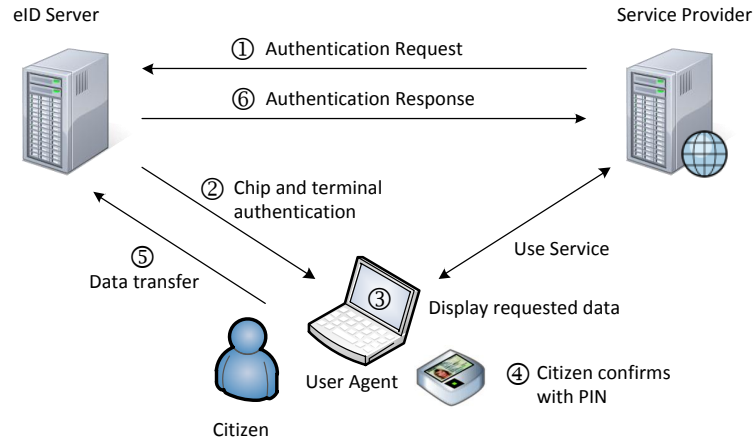 eID Server
Service Provider
① Authentication Request
⑥ Authentication Response
② Chip and terminal
authentication
⑤
Data transfer
Use Service
③
Display requested data
User Agent
④ Citizen confirms
with PIN
Citizen